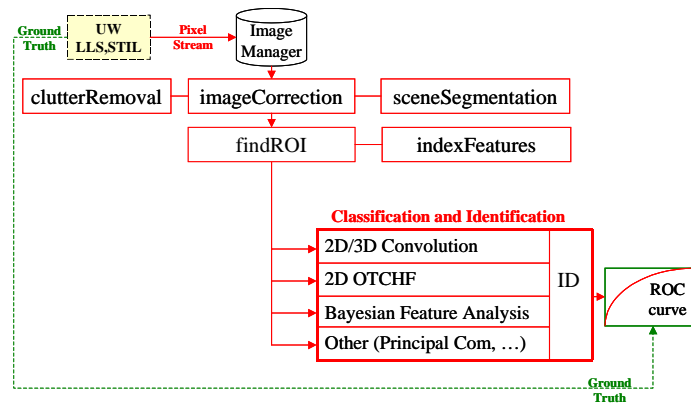 Ground
Truth
UW
LLS,STIL
Pixel
Stream
Image
Manager
clutterRemoval
imageCorrection
sceneSegmentation
findROI
indexFeatures
Classification and Identification
2D/3D Convolution
2D OTCHF
Bayesian Feature Analysis
Other (Principal Com, …)
ID
ROC
curve
Ground
Truth